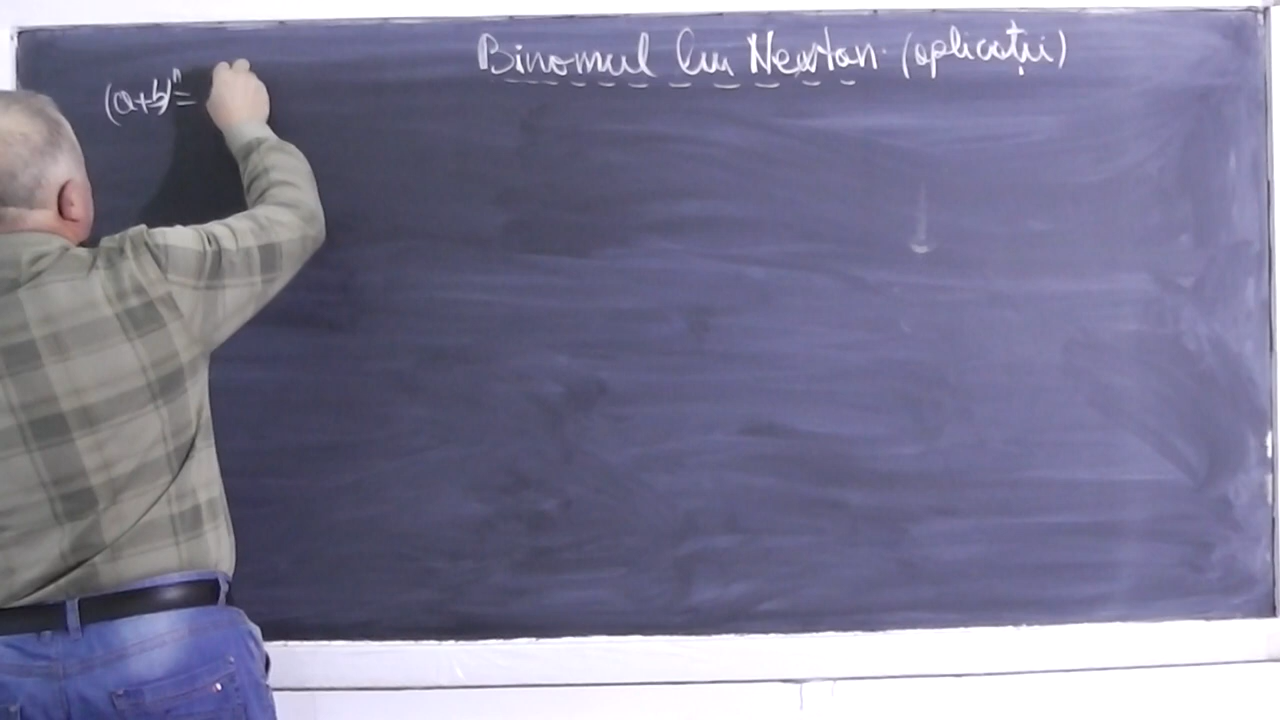 Binomul lui Newton (aplicații)
(a+b)ⁿ =